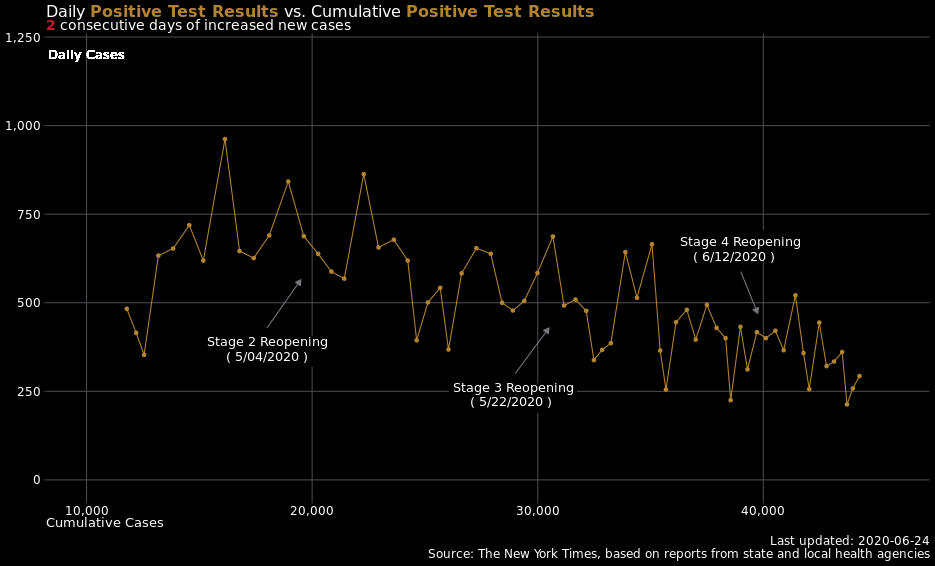 Daily Positive Test Results vs. Cumulative Positive Test Results
2 consecutive days of increased new cases
1,250
Daily Cases
1,000
750
Stage 4 Reopening
( 6/12/2020 )
500
Stage 2 Reopening
( 5/04/2020 )
Stage 3 Reopening
( 5/22/2020 )
250
0
10,000 20,000 30,000 40,000
Cumulative Cases
Last updated: 2020-06-24
Source: The New York Times, based on reports from state and local health agencies